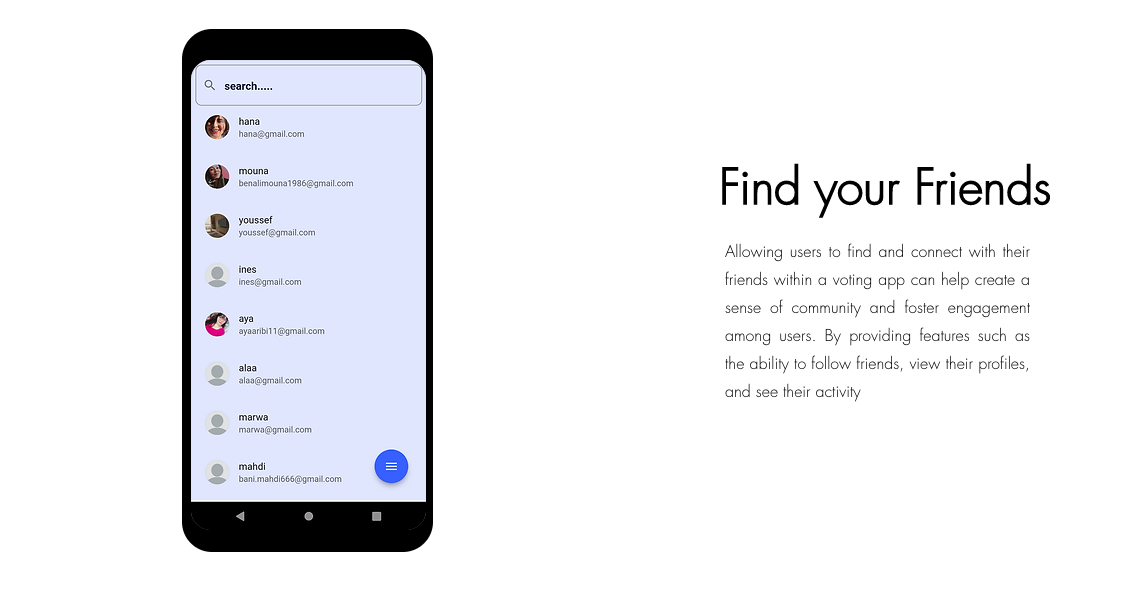 search.....
hana
hana@gmail.com
mouna
benalimouna1986@gmail.com
youssef
youssef@gmail.com
ines
ines@gmail.com
aya
ayaaribi11@gmail.com
alaa
alaa@gmail.com
marwa
marwa@gmail.com
mahdi
bani.mahdi666@gmail.com
Find your Friends
Allowing users to find and connect with their
friends within a voting app can help create a
sense of community and foster engagement
among users. By providing features such as
the ability to follow friends, view their profiles,
and see their activity